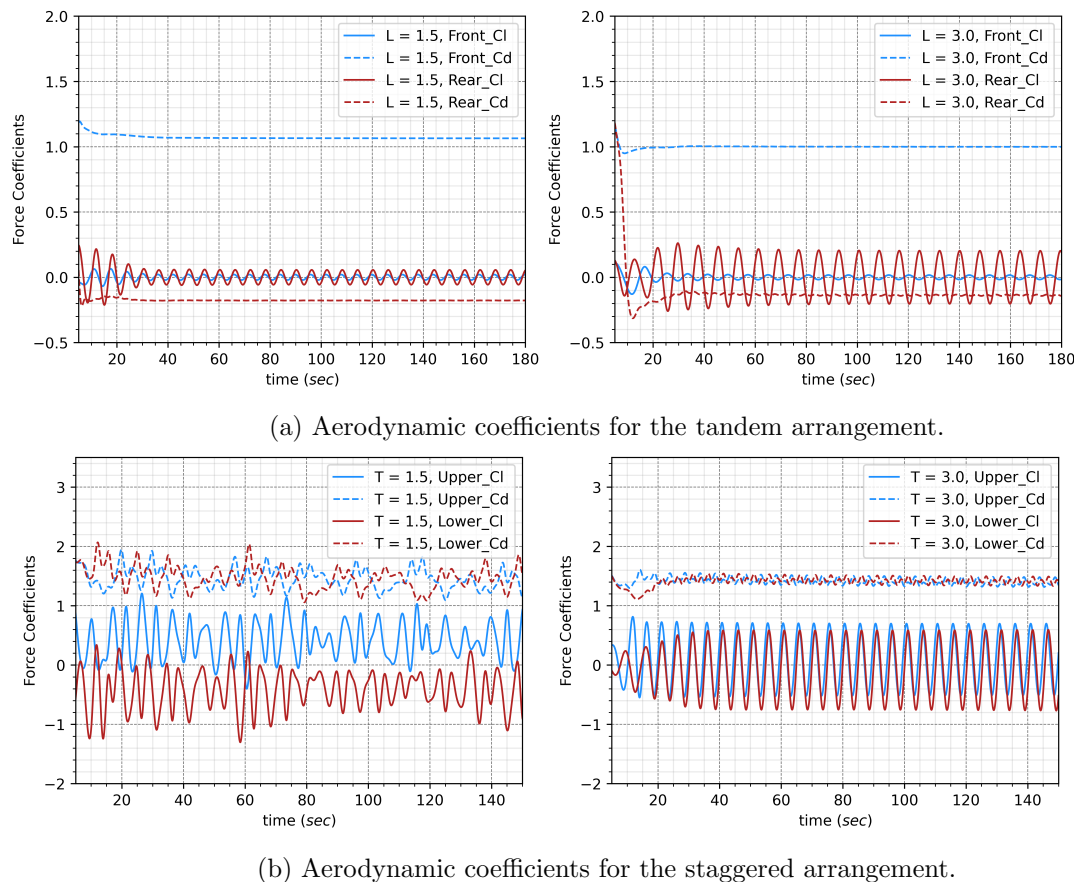 2.0
1.5
1.0
0.5
0.0
−0.5
Force Coefficients
L = 1.5, Front_Cl
L = 1.5, Front_Cd
L = 1.5, Rear_Cl
L = 1.5, Rear_Cd
20 40 60 80 100 120 140 160 180
time (sec)
2.0
1.5
1.0
0.5
0.0
−0.5
Force Coefficients
L = 3.0, Front_Cl
L = 3.0, Front_Cd
L = 3.0, Rear_Cl
L = 3.0, Rear_Cd
20 40 60 80 100 120 140 160 180
time (sec)
(a) Aerodynamic coefficients for the tandem arrangement.
3
2
1
0
−1
−2
Force Coefficients
T = 1.5, Upper_Cl
T = 1.5, Upper_Cd
T = 1.5, Lower_Cl
T = 1.5, Lower_Cd
20 40 60 80 100 120 140
time (sec)
3
2
1
0
−1
−2
Force Coefficients
T = 3.0, Upper_Cl
T = 3.0, Upper_Cd
T = 3.0, Lower_Cl
T = 3.0, Lower_Cd
20 40 60 80 100 120 140
time (sec)
(b) Aerodynamic coefficients for the staggered arrangement.